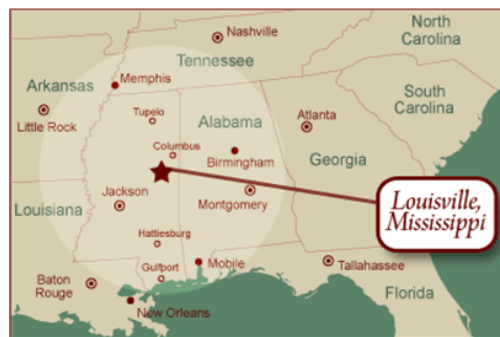 North
Carolina
Nashville
Tennessee
Memphis
Arkansas
South
Carolina
Tupelo
Little Rock
Alabama
Atlanta
Columbus
Birmingham
Georgia
Jackson
Louisville,
Mississippi
Louisiana
Montgomery
Hattiesburg
Mobile
Tallahassee
Gulfport
Baton
Rouge
Florida
New Orleans